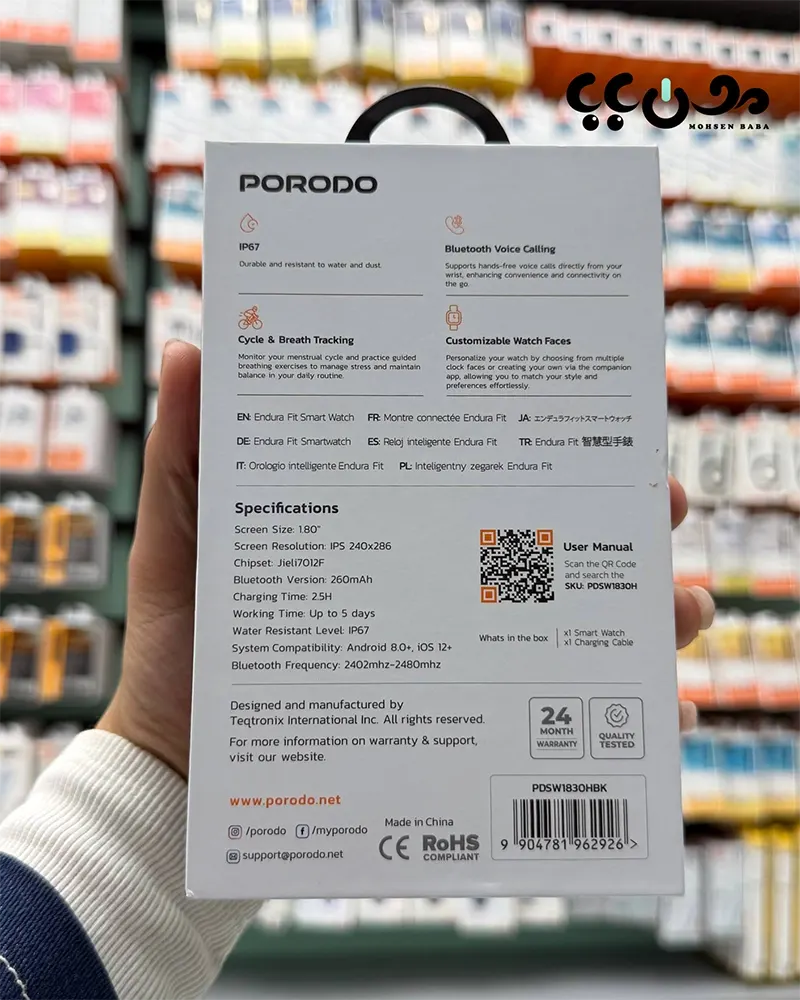 موسن بابا
MOHSEN BABA
PORODO
IP67
Durable and resistant to water and dust.
Bluetooth Voice Calling
Supports hands-free voice calls directly from your
wrist, enhancing convenience and connectivity on
the go.
Cycle & Breath Tracking
Monitor your menstrual cycle and practice guided
breathing exercises to manage stress and maintain
balance in your daily routine.
Customizable Watch Faces
Personalize your watch by choosing from multiple
clock faces or creating your own via the companion
app, allowing you to match your style and
preferences effortlessly.
EN: Endura Fit Smart Watch FR: Montre connectée Endura Fit JA: エンデュラフィットスマートウォッチ
DE: Endura Fit Smartwatch ES: Reloj inteligente Endura Fit TR: Endura Fit 智慧型手錶
IT: Orologio intelligente Endura Fit PL: Inteligentny zegarek Endura Fit
Specifications
Screen Size: 1.80"
Screen Resolution: IPS 240x286
Chipset: Jieli7012F
Bluetooth Version: 260mAh
Charging Time: 2.5H
Working Time: Up to 5 days
Water Resistant Level: IP67
System Compatibility: Android 8.0+, iOS 12+
Bluetooth Frequency: 2402mhz-2480mhz
User Manual
Scan the QR Code
and search the
SKU: PDSW1830H
Whats in the box
x1 Smart Watch
x1 Charging Cable
Designed and manufactured by
Teqtronix International Inc. All rights reserved.
For more information on warranty & support,
visit our website.
24
MONTH
WARRANTY
QUALITY
TESTED
www.porodo.net
/porodo /myporodo
support@porodo.net
Made in China
CE RoHS
COMPLIANT
PDSW1830HBK
9 904781 962926 >